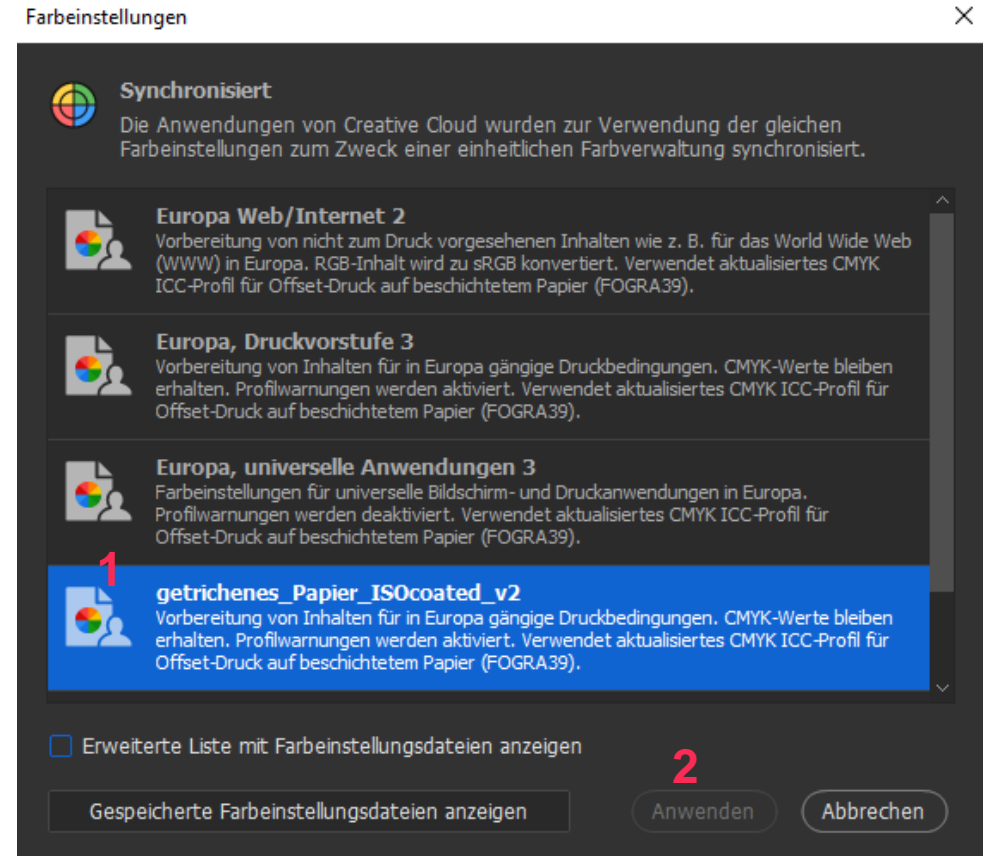 Farbeinstellungen
Synchronisiert
Die Anwendungen von Creative Cloud wurden zur Verwendung der gleichen
Farbeinstellungen zum Zweck einer einheitlichen Farbverwaltung synchronisiert.
Europa Web/Internet 2
Vorbereitung von nicht zum Druck vorgesehenen Inhalten wie z. B. für das World Wide Web
(WWW) in Europa. RGB-Inhalt wird zu sRGB konvertiert. Verwendet aktualisiertes CMYK
ICC-Profil für Offset-Druck auf beschichtetem Papier (FOGRA39).
Europa, Druckvorstufe 3
Vorbereitung von Inhalten für in Europa gängige Druckbedingungen. CMYK-Werte bleiben
erhalten. Profilwarnungen werden aktiviert. Verwendet aktualisiertes CMYK ICC-Profil für
Offset-Druck auf beschichtetem Papier (FOGRA39).
Europa, universelle Anwendungen 3
Farbeinstellungen für universelle Bildschirm- und Druckanwendungen in Europa.
Profilwarnungen werden deaktiviert. Verwendet aktualisiertes CMYK ICC-Profil für
Offset-Druck auf beschichtetem Papier (FOGRA39).
1
getrichenes_Papier_ISOcoated_v2
Vorbereitung von Inhalten für in Europa gängige Druckbedingungen. CMYK-Werte bleiben
erhalten. Profilwarnungen werden aktiviert. Verwendet aktualisiertes CMYK ICC-Profil für
Offset-Druck auf beschichtetem Papier (FOGRA39).
Erweiterte Liste mit Farbeinstellungsdateien anzeigen
2
Gespeicherte Farbeinstellungsdateien anzeigen
Anwenden
Abbrechen